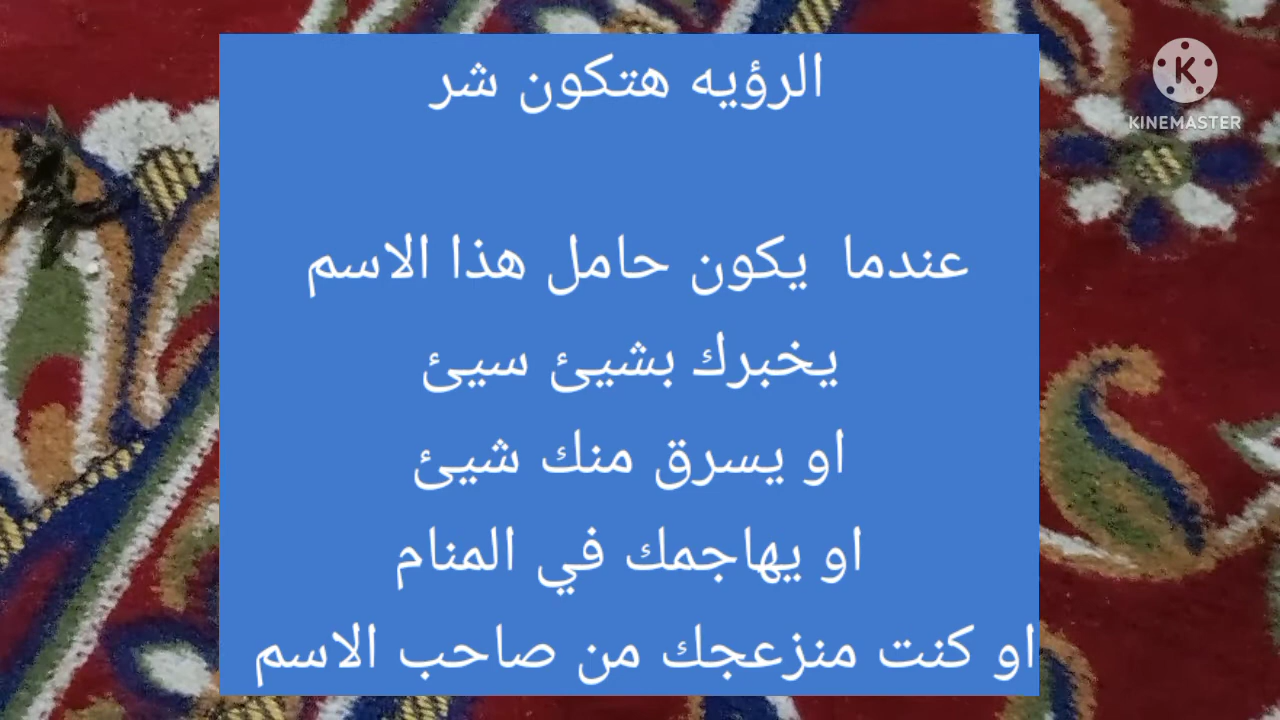 الرؤيه هتكون شر
عندما يكون حامل هذا الاسم
يخبرك بشيئ سيئ
او يسرق منك شيئ
او يهاجمك في المنام
او كنت منزعجك من صاحب الاسم
KINEMASTER